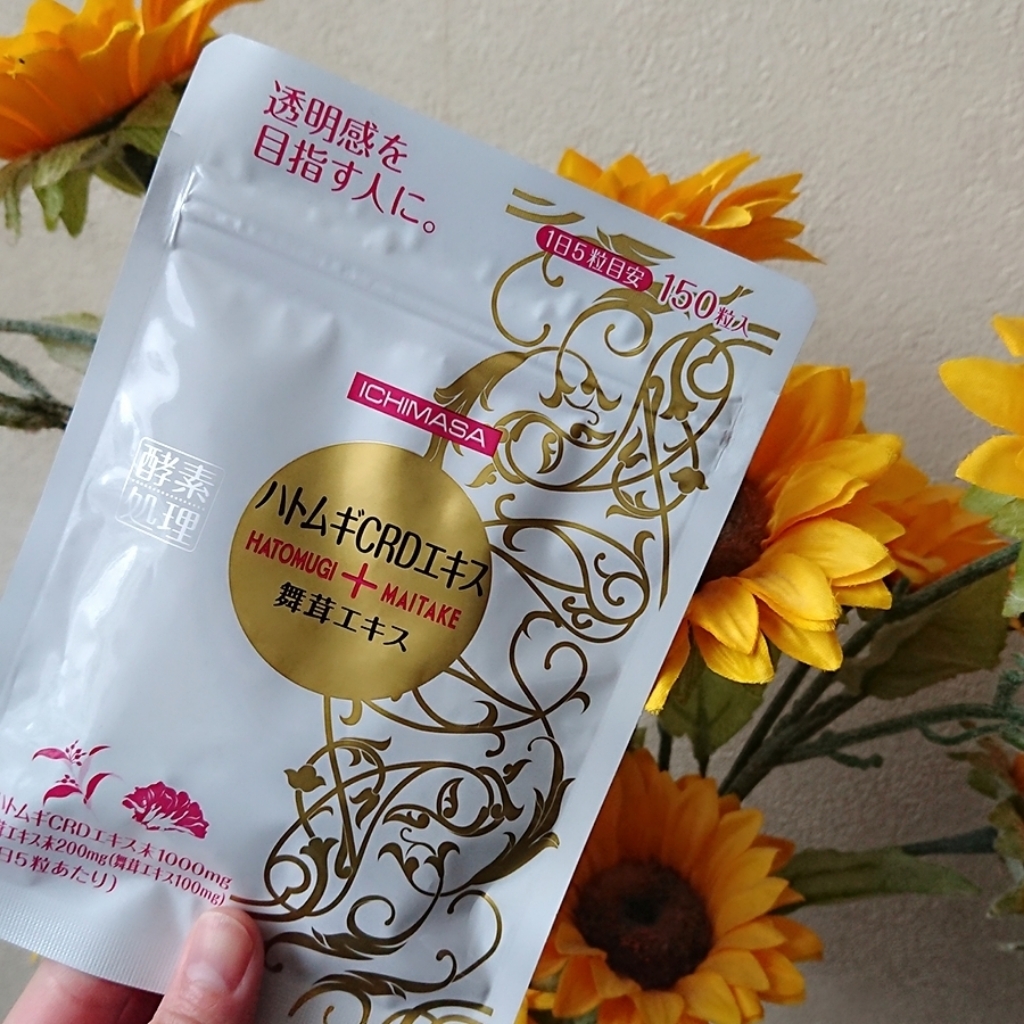 透明感を
目指す人に。
1日5粒目安
150粒入
ICHIMASA
酵素
処理
ハトムギCRDエキス
HATOMUGI + MAITAKE
舞茸エキス
ハトムギCRDエキス末1000mg
エキス末200mg(舞茸エキス100mg)
日5粒あたり)